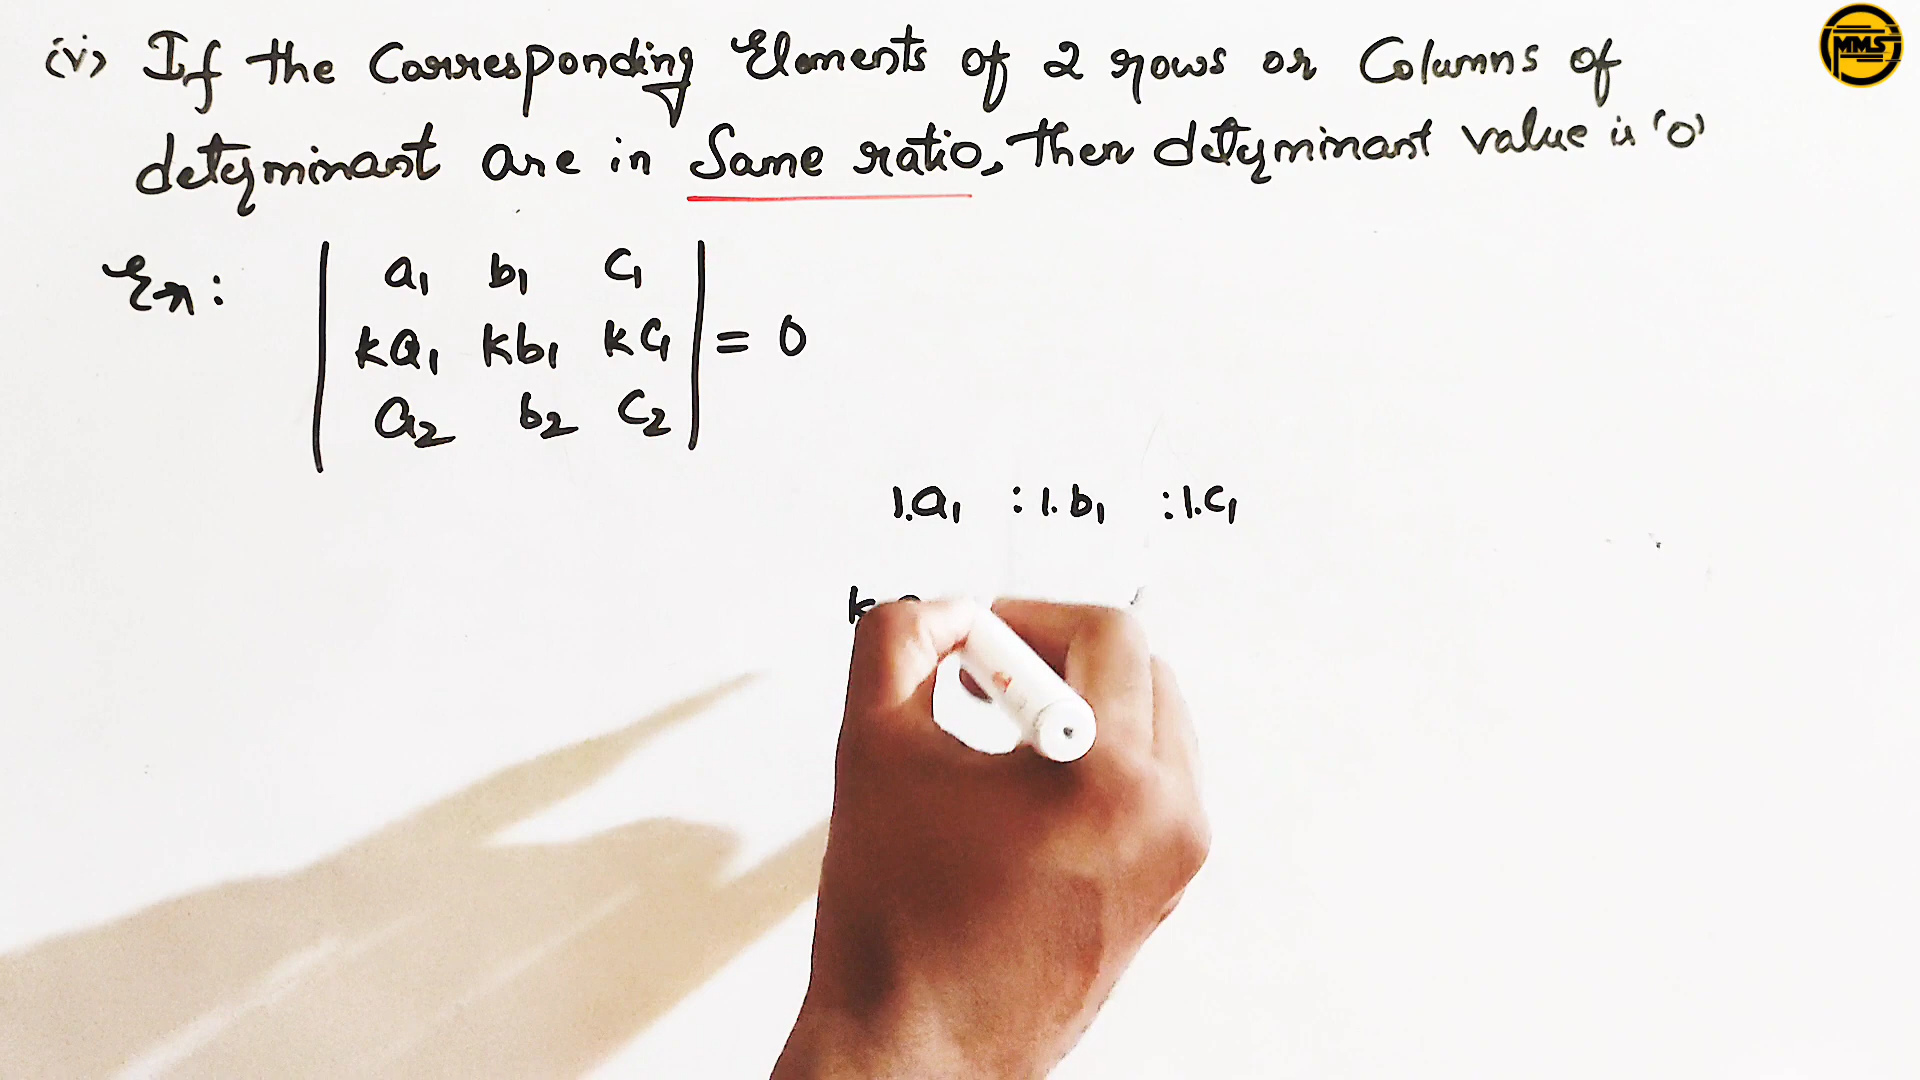 (v) If the Corresponding Elements of 2 rows or Columns of
determinant are in Same ratio, then determinant value is '0'
Ex:
a₁ b₁ c₁
ka₁ kb₁ kc₁ = 0
a₂ b₂ c₂
1.a₁ : 1.b₁ : 1.c₁
k
MMS